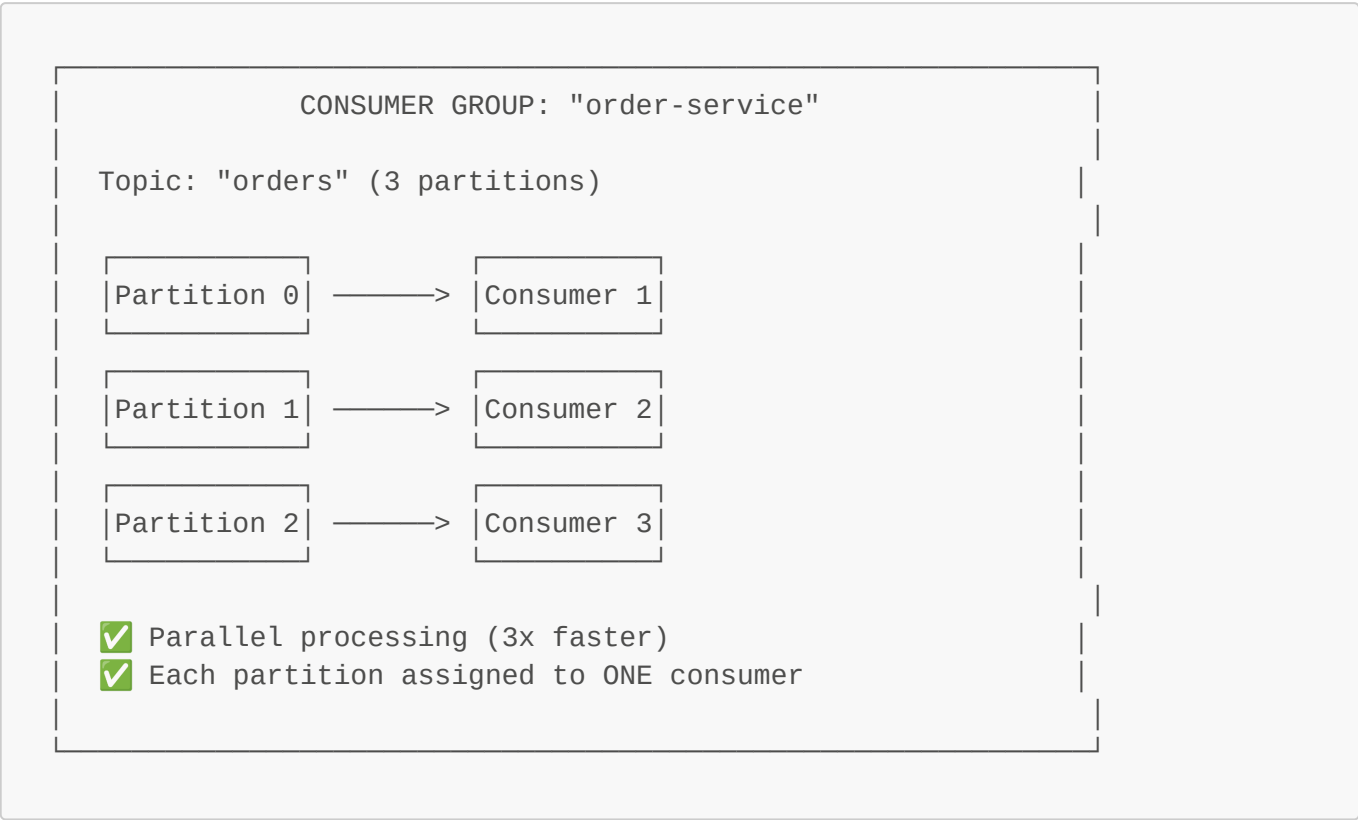 CONSUMER GROUP: "order-service"
Topic: "orders" (3 partitions)
Partition 0 ──────> Consumer 1
Partition 1 ──────> Consumer 2
Partition 2 ──────> Consumer 3
✅ Parallel processing (3x faster)
✅ Each partition assigned to ONE consumer